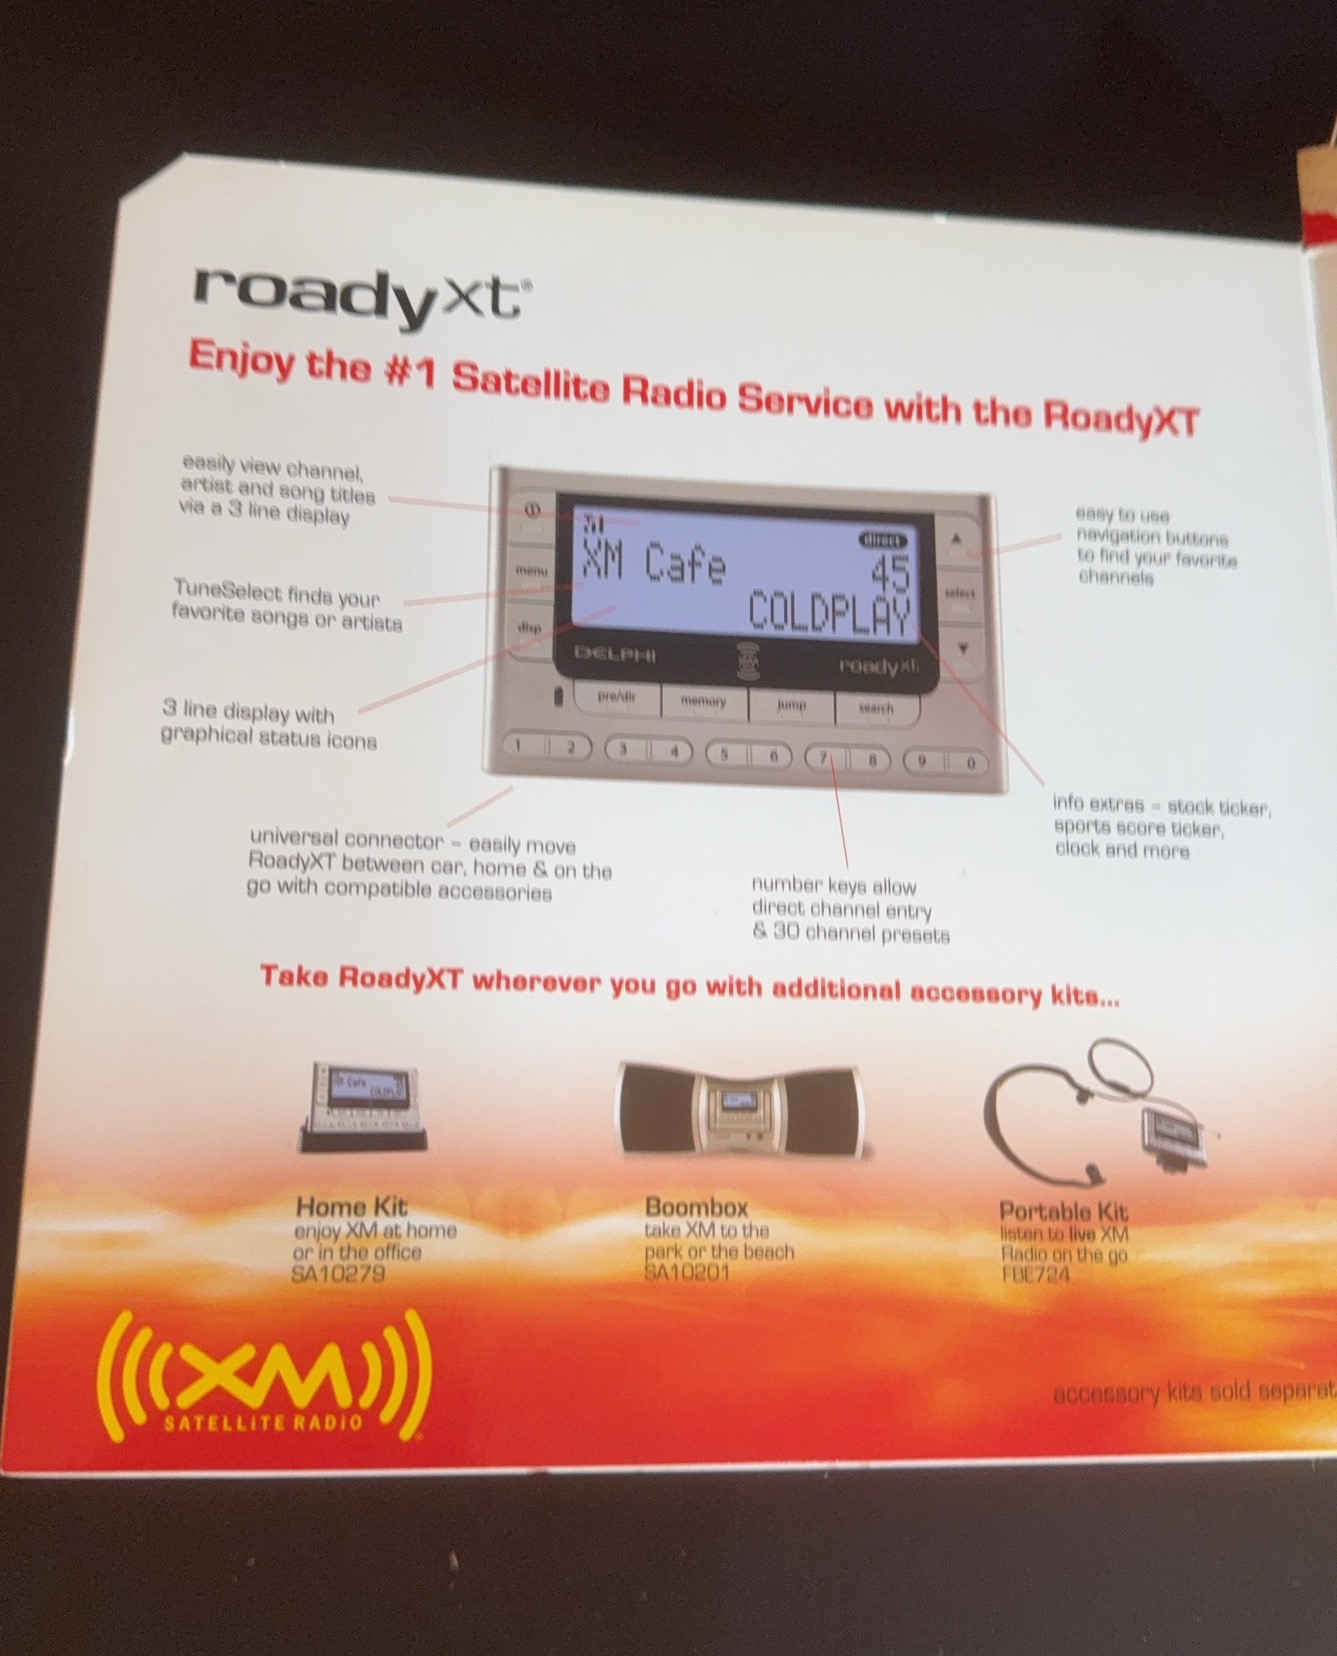 roadyxt®
Enjoy the #1 Satellite Radio Service with the RoadyXT
easily view channel,
artist and song titles
via a 3 line display
TuneSelect finds your
favorite songs or artists
3 line display with
graphical status icons
universal connector – easily move
RoadyXT between car, home & on the
go with compatible accessories
menu
disp
direct
XM Cafe
45
COLDPLAY
DELPHI
roadyxt
select
pre/dir
memory
jump
search
1 2 3 4 5 6 7 8 9 0
easy to use
navigation buttons
to find your favorite
channels
info extras – stock ticker,
sports score ticker,
clock and more
number keys allow
direct channel entry
& 30 channel presets
Take RoadyXT wherever you go with additional accessory kits...
XM Cafe
COLDPLAY
Home Kit
enjoy XM at home
or in the office
SA10279
Boombox
take XM to the
park or the beach
SA10201
Portable Kit
listen to live XM
Radio on the go
FBE724
XM
SATELLITE RADIO
accessory kits sold separat